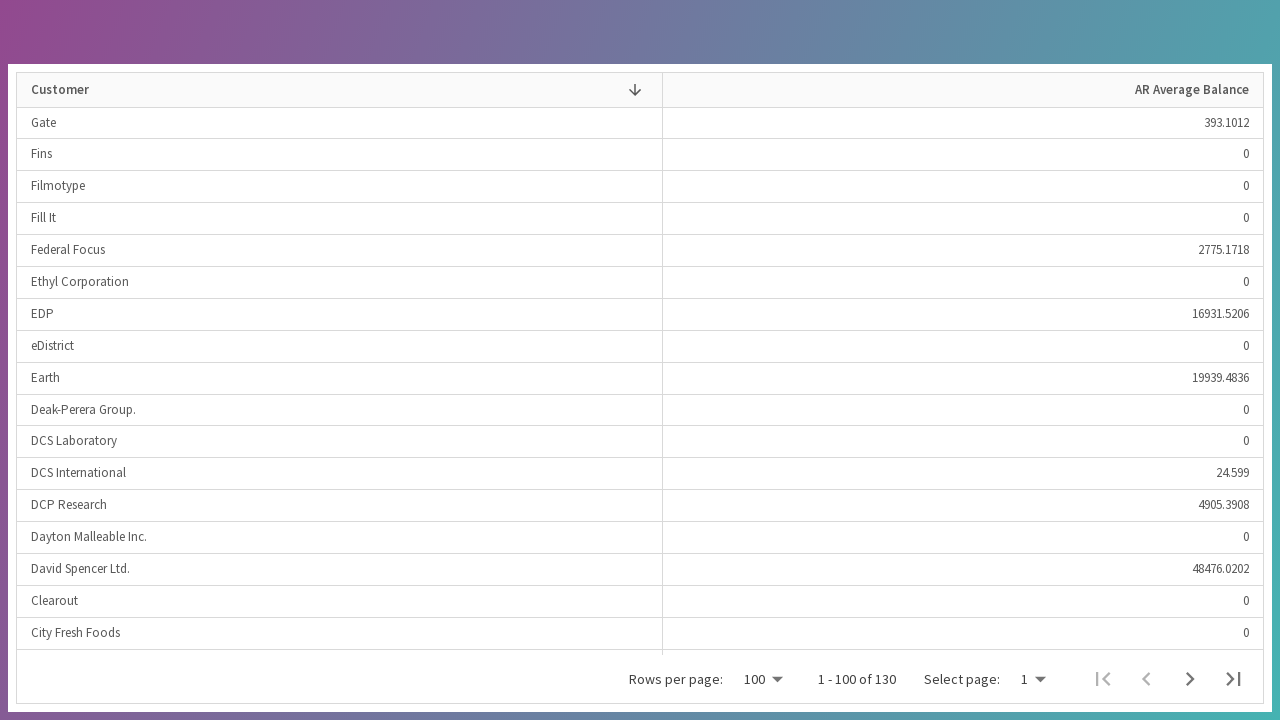 Customer AR Average Balance
Gate 393.1012
Fins 0
Filmotype 0
Fill It 0
Federal Focus 2775.1718
Ethyl Corporation 0
EDP 16931.5206
eDistrict 0
Earth 19939.4836
Deak-Perera Group. 0
DCS Laboratory 0
DCS International 24.599
DCP Research 4905.3908
Dayton Malleable Inc. 0
David Spencer Ltd. 48476.0202
Clearout 0
City Fresh Foods 0
Rows per page: 100 1 - 100 of 130 Select page: 1